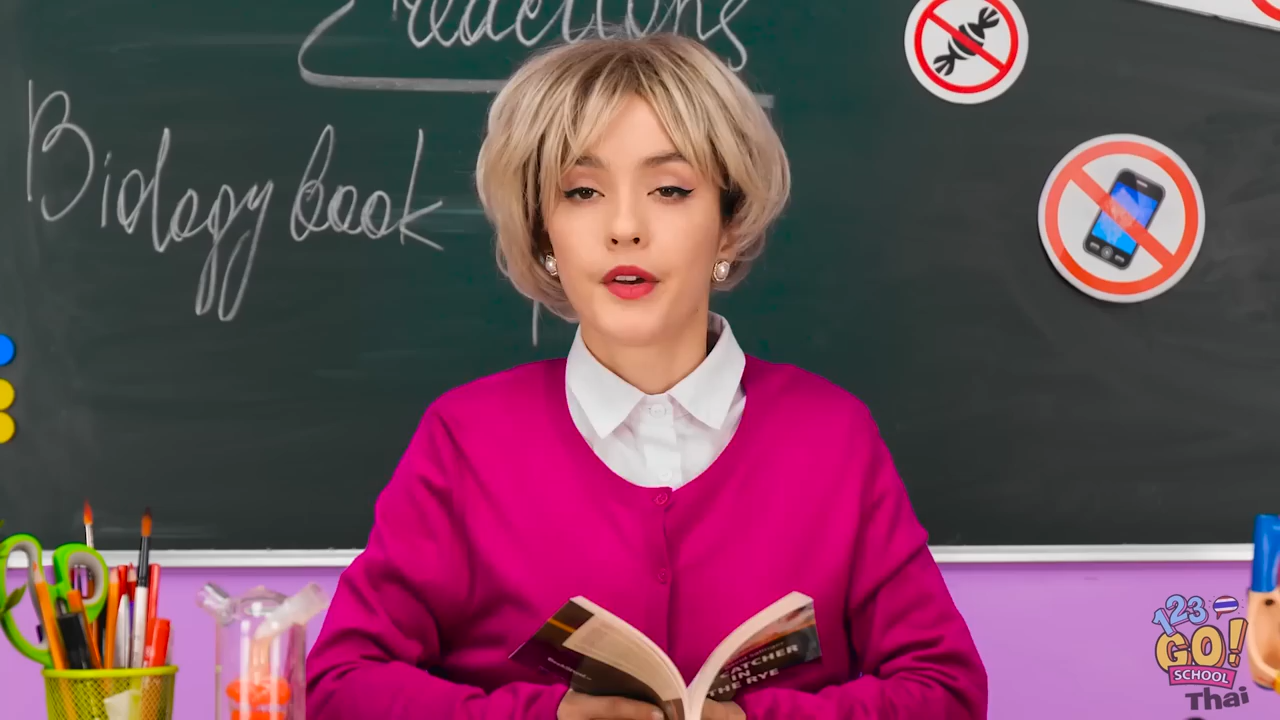 reactions
Biology book
CATCHER
IN
THE RYE
123
GO!
SCHOOL
Thai